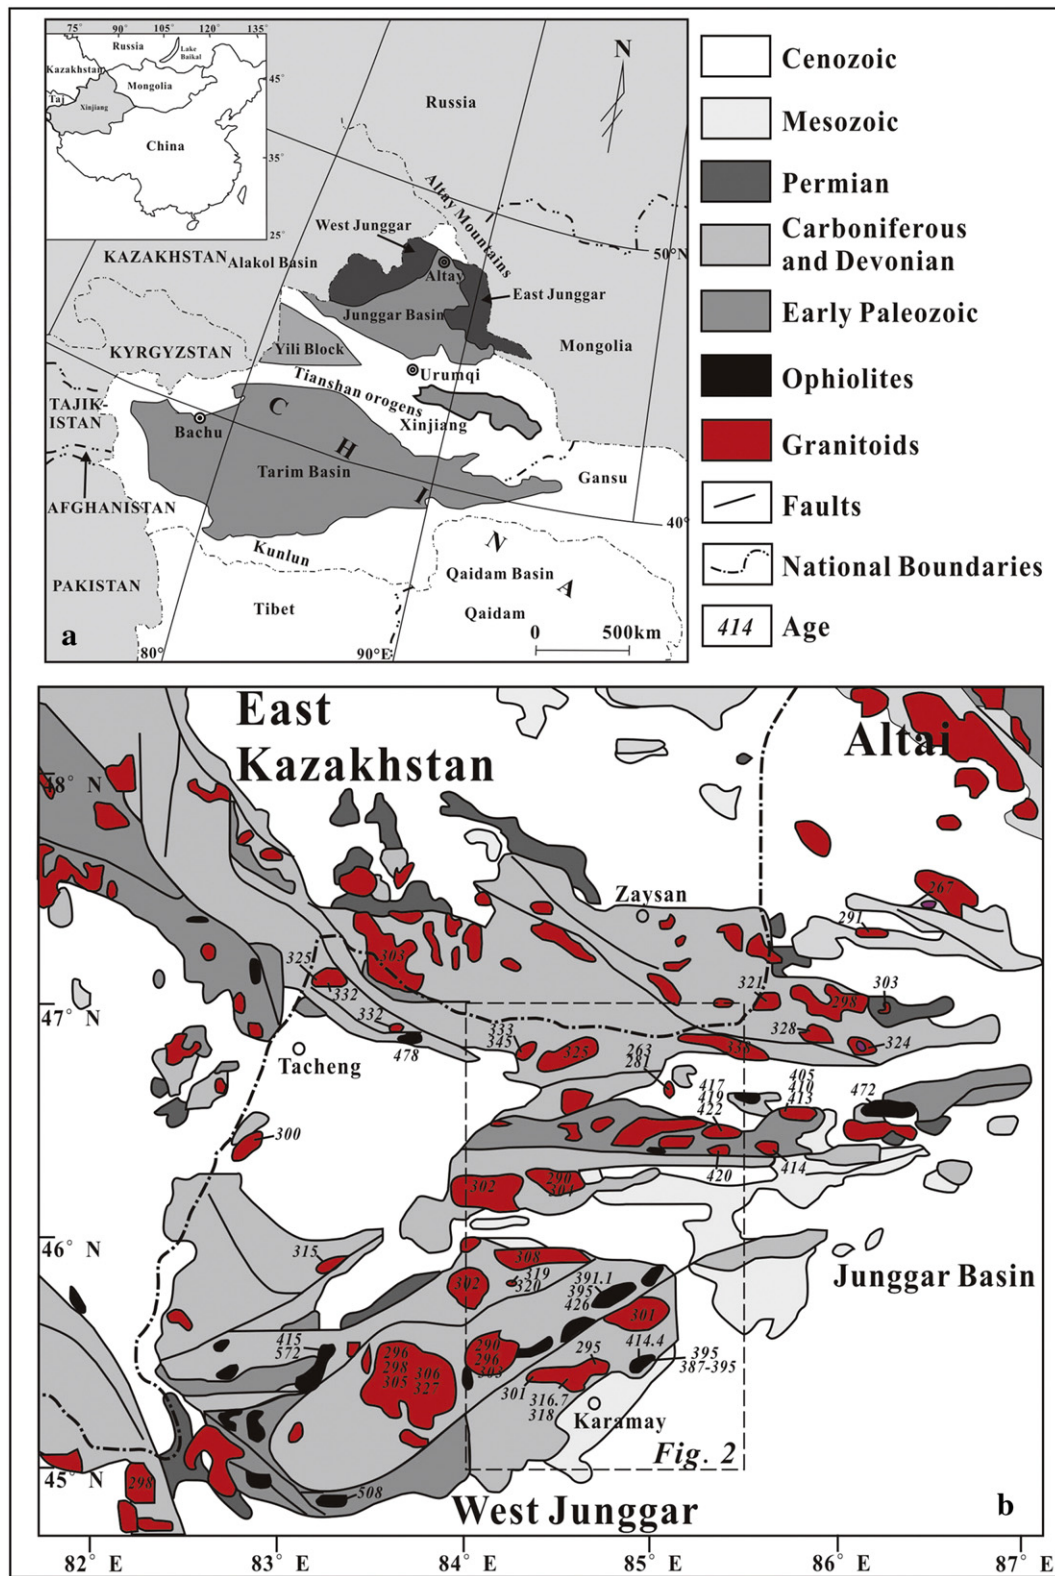 75° 90° 105° 120° 135°
Russia
Lake
Baikal
Kazakhstan
Mongolia
45°
Taj
Xinjiang
China
35°
25°
N
Russia
Altay Mountains
West Junggar
50°N
KAZAKHSTAN
Alakol Basin
Altay
East Junggar
Junggar Basin
Mongolia
Yili Block
KYRGYZSTAN
Urumqi
Tianshan orogens
TAJIK-
ISTAN
C
Xinjiang
Bachu
H
Tarim Basin
Gansu
I
AFGHANISTAN
40°
Kunlun
N
Qaidam Basin
A
PAKISTAN
Tibet
Qaidam
0 500km
a
80°
90°E
Cenozoic
Mesozoic
Permian
Carboniferous
and Devonian
Early Paleozoic
Ophiolites
Granitoids
Faults
National Boundaries
414 Age
East
Kazakhstan
Altai
48° N
Zaysan
267
291
325
303
332
321
298
303
47° N
332
333
345
328
324
Tacheng
478
325
263
281
338
417
419
422
405
410
413
472
300
420
414
302
290
304
46° N
315
308
Junggar Basin
302
319
320
391.1
395
426
301
415
572
296
298
305
306
327
290
296
303
295
414.4
395
387-395
301
316.7
318
Karamay
Fig. 2
45° N
298
508
West Junggar
b
82° E 83° E 84° E 85° E 86° E 87° E